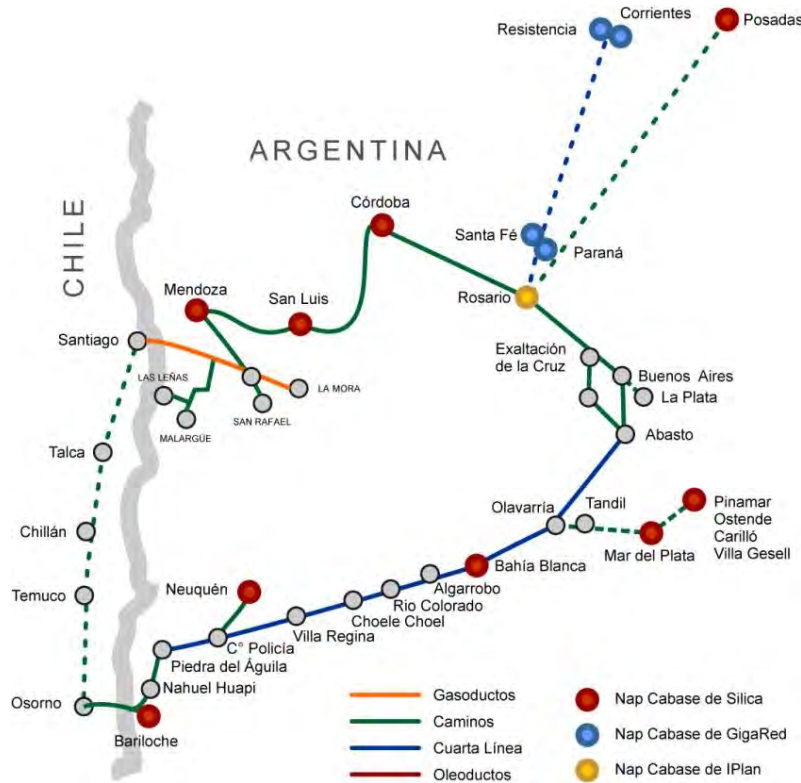 Corrientes
Resistencia
Posadas
ARGENTINA
CHILE
Córdoba
Santa Fé
Paraná
Mendoza
San Luis
Rosario
Santiago
Exaltación
de la Cruz
LAS LEÑAS
LA MORA
Buenos Aires
La Plata
SAN RAFAEL
MALARGÜE
Talca
Abasto
Olavarría
Tandil
Pinamar
Ostende
Carilló
Villa Gesell
Chillán
Mar del Plata
Bahía Blanca
Neuquén
Algarrobo
Temuco
Rio Colorado
Choele Choel
Villa Regina
C° Policía
Piedra del Águila
Nahuel Huapi
Osorno
Bariloche
Gasoductos
Caminos
Cuarta Línea
Oleoductos
Nap Cabase de Silica
Nap Cabase de GigaRed
Nap Cabase de IPlan